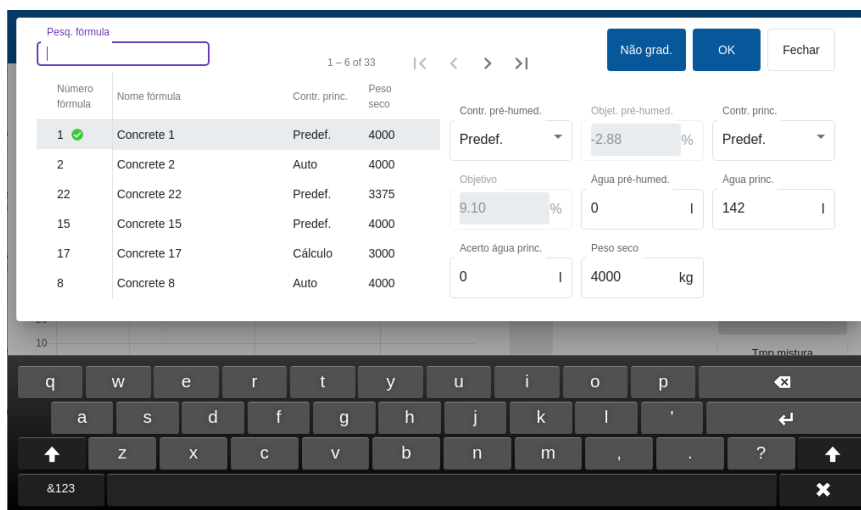 Pesq. fórmula
1 – 6 of 33
Não grad.
OK
Fechar
Número fórmula
Nome fórmula
Contr. princ.
Peso seco
1 Concrete 1 Predef. 4000
2 Concrete 2 Auto 4000
22 Concrete 22 Predef. 3375
15 Concrete 15 Predef. 4000
17 Concrete 17 Cálculo 3000
8 Concrete 8 Auto 4000
Contr. pré-humed.
Predef.
Objet. pré-humed.
-2.88 %
Contr. princ.
Predef.
Objetivo
9.10 %
Água pré-humed.
0 l
Água princ.
142 l
Acerto água princ.
0 l
Peso seco
4000 kg
10
Tmp mistura
q w e r t y u i o p
a s d f g h j k l '
z x c v b n m , . ?
&123